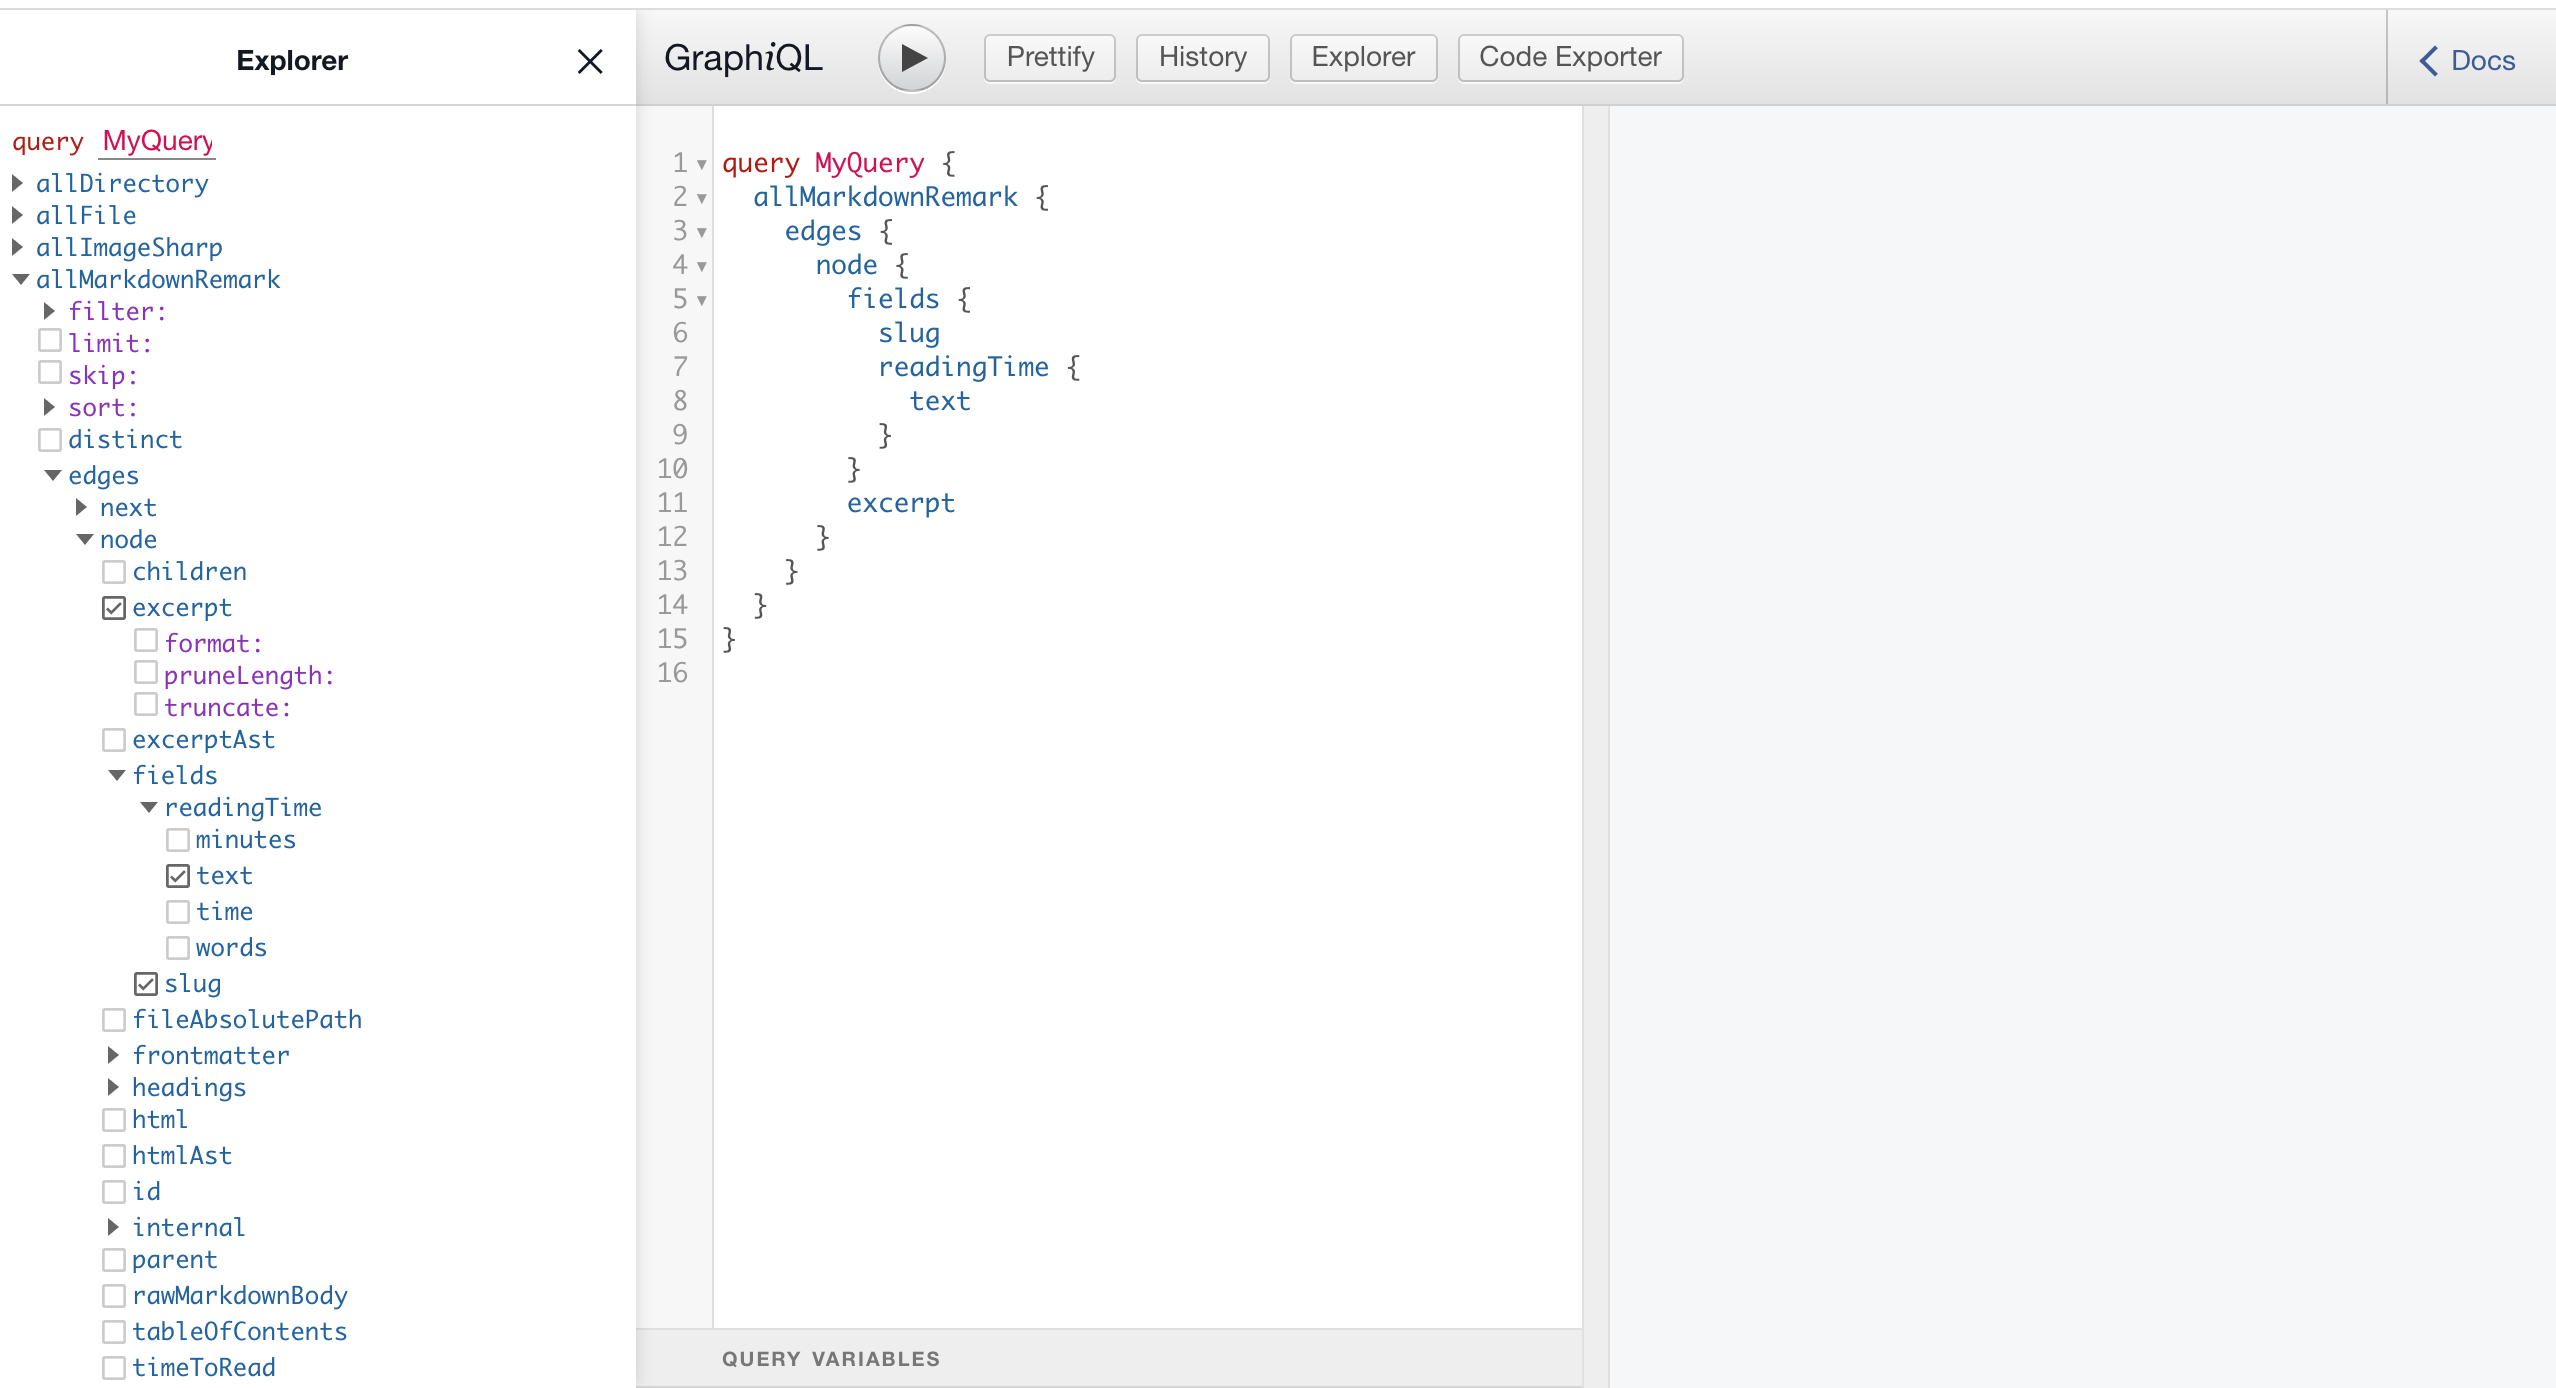 Explorer
query MyQuery
allDirectory
allFile
allImageSharp
allMarkdownRemark
filter:
limit:
skip:
sort:
distinct
edges
next
node
children
excerpt
format:
pruneLength:
truncate:
excerptAst
fields
readingTime
minutes
text
time
words
slug
fileAbsolutePath
frontmatter
headings
html
htmlAst
id
internal
parent
rawMarkdownBody
tableOfContents
timeToRead
GraphiQL Prettify History Explorer Code Exporter Docs
1 query MyQuery {
2 allMarkdownRemark {
3 edges {
4 node {
5 fields {
6 slug
7 readingTime {
8 text
9 }
10 }
11 excerpt
12 }
13 }
14 }
15 }
16
QUERY VARIABLES